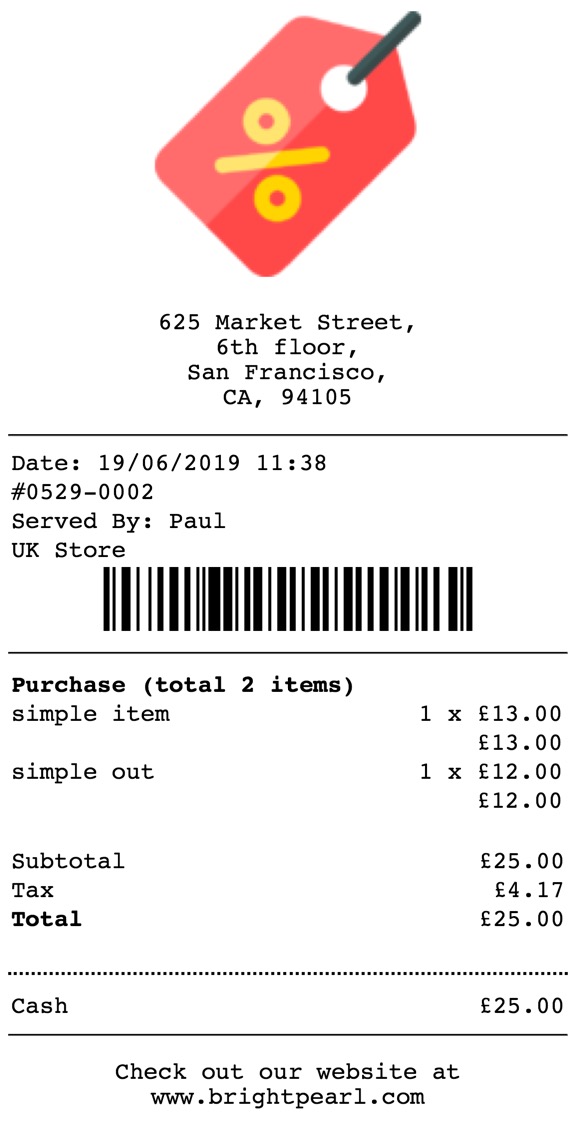 %
625 Market Street,
6th floor,
San Francisco,
CA, 94105
Date: 19/06/2019 11:38
#0529-0002
Served By: Paul
UK Store
Purchase (total 2 items)
simple item 1 x £13.00
£13.00
simple out 1 x £12.00
£12.00
Subtotal £25.00
Tax £4.17
Total £25.00
Cash £25.00
Check out our website at
www.brightpearl.com